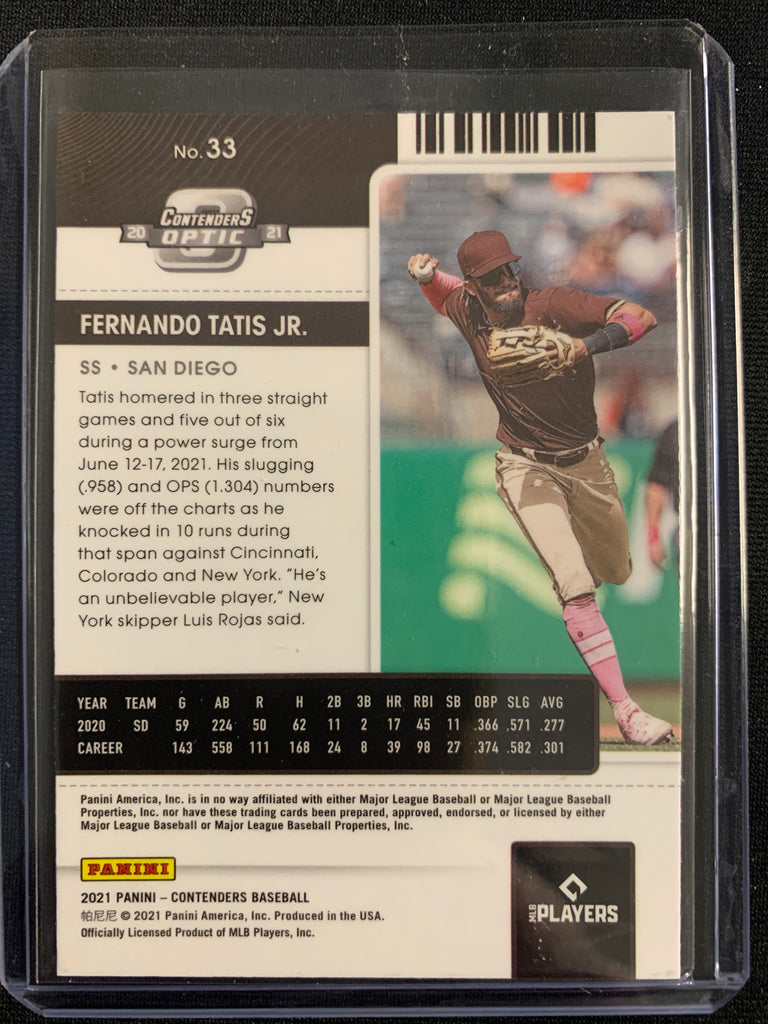 No. 33
CONTENDERS
20 OPTIC 21
FERNANDO TATIS JR.
SS • SAN DIEGO
Tatis homered in three straight
games and five out of six
during a power surge from
June 12-17, 2021. His slugging
(.958) and OPS (1.304) numbers
were off the charts as he
knocked in 10 runs during
that span against Cincinnati,
Colorado and New York. "He's
an unbelievable player," New
York skipper Luis Rojas said.
YEAR TEAM G AB R H 2B 3B HR RBI SB OBP SLG AVG
2020 SD 59 224 50 62 11 2 17 45 11 .366 .571 .277
CAREER 143 558 111 168 24 8 39 98 27 .374 .582 .301
Panini America, Inc. is in no way affiliated with either Major League Baseball or Major League Baseball
Properties, Inc. nor have these trading cards been prepared, approved, endorsed, or licensed by either
Major League Baseball or Major League Baseball Properties, Inc.
PANINI
2021 PANINI – CONTENDERS BASEBALL
帕尼尼 © 2021 Panini America, Inc. Produced in the USA.
Officially Licensed Product of MLB Players, Inc.
MLB PLAYERS